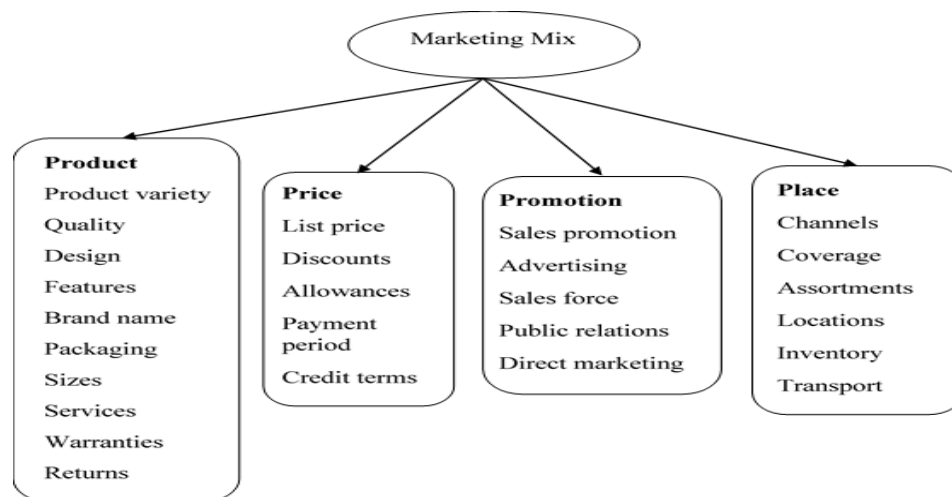 Marketing Mix
Product
Product variety
Quality
Design
Features
Brand name
Packaging
Sizes
Services
Warranties
Returns
Price
List price
Discounts
Allowances
Payment
period
Credit terms
Promotion
Sales promotion
Advertising
Sales force
Public relations
Direct marketing
Place
Channels
Coverage
Assortments
Locations
Inventory
Transport